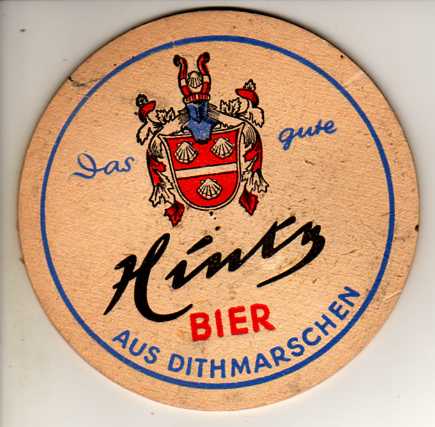 Das gute
Hintz
BIER
AUS DITHMARSCHEN